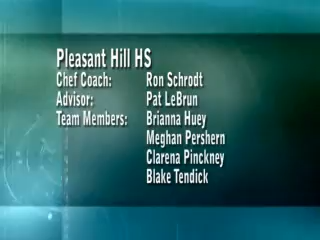 Pleasant Hill HS
Chef Coach: Ron Schrodt
Advisor: Pat LeBrun
Team Members: Brianna Huey
Meghan Pershern
Clarena Pinckney
Blake Tendick